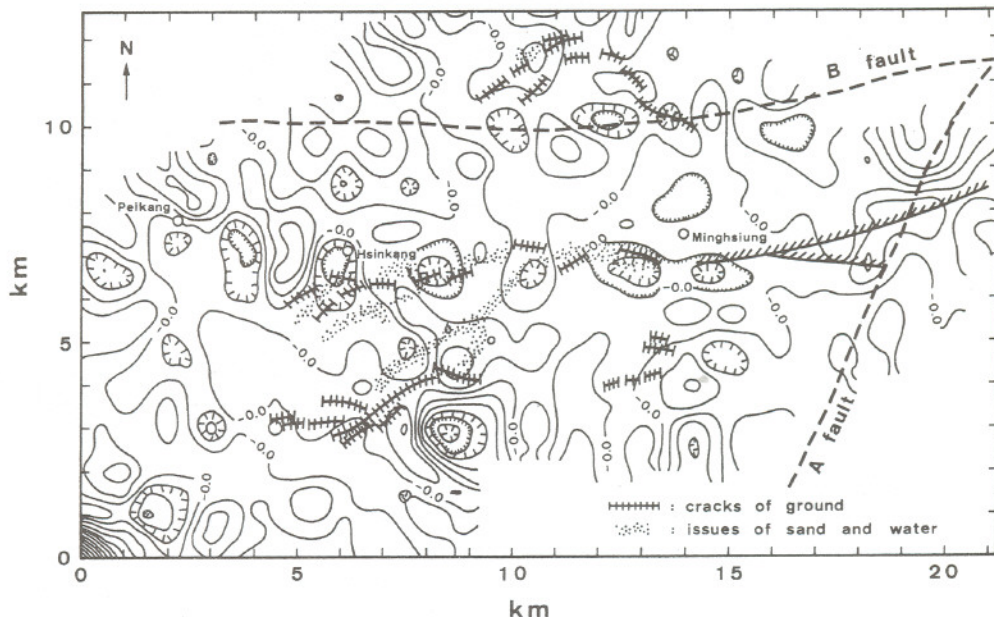 N
B fault
10
km
Peikang
Hsinkang
Minghsiung
-0.0
5
A fault
: cracks of ground
: issues of sand and water
0
0 5 10 15 20
km